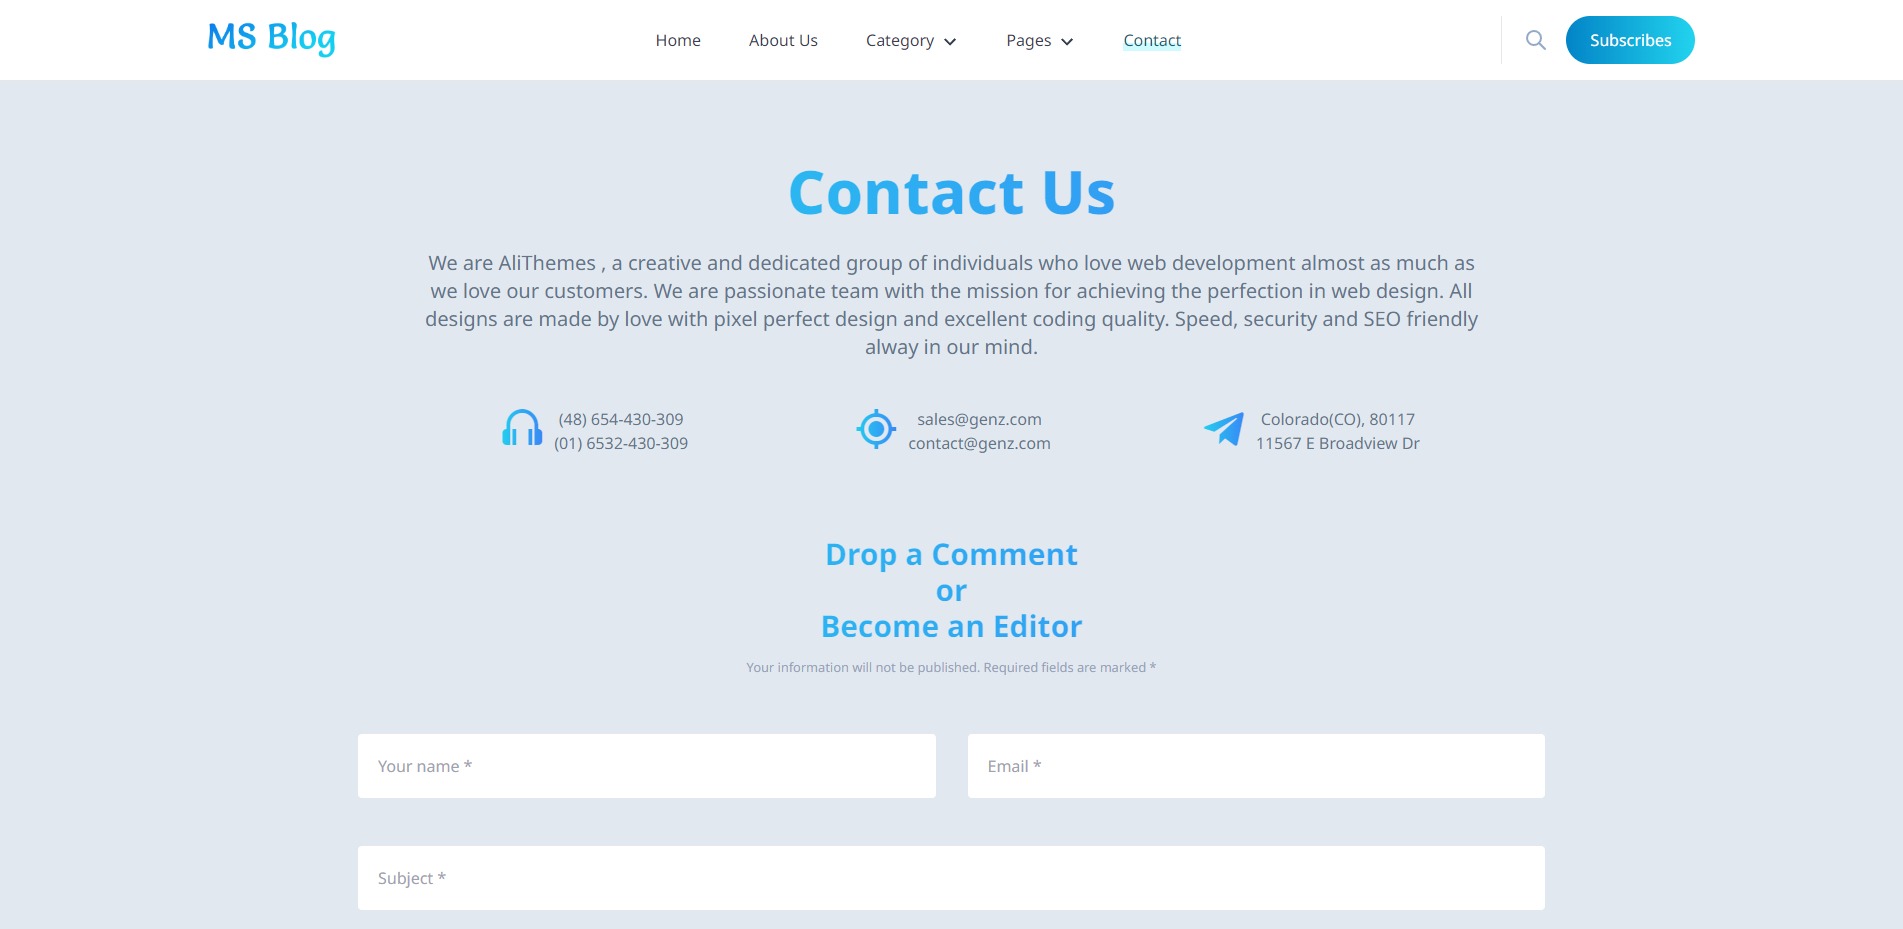 MS Blog
Home
About Us
Category
Pages
Contact
Subscribes
Contact Us
We are AliThemes , a creative and dedicated group of individuals who love web development almost as much as
we love our customers. We are passionate team with the mission for achieving the perfection in web design. All
designs are made by love with pixel perfect design and excellent coding quality. Speed, security and SEO friendly
alway in our mind.
(48) 654-430-309
(01) 6532-430-309
sales@genz.com
contact@genz.com
Colorado(CO), 80117
11567 E Broadview Dr
Drop a Comment
or
Become an Editor
Your information will not be published. Required fields are marked *
Your name *
Email *
Subject *